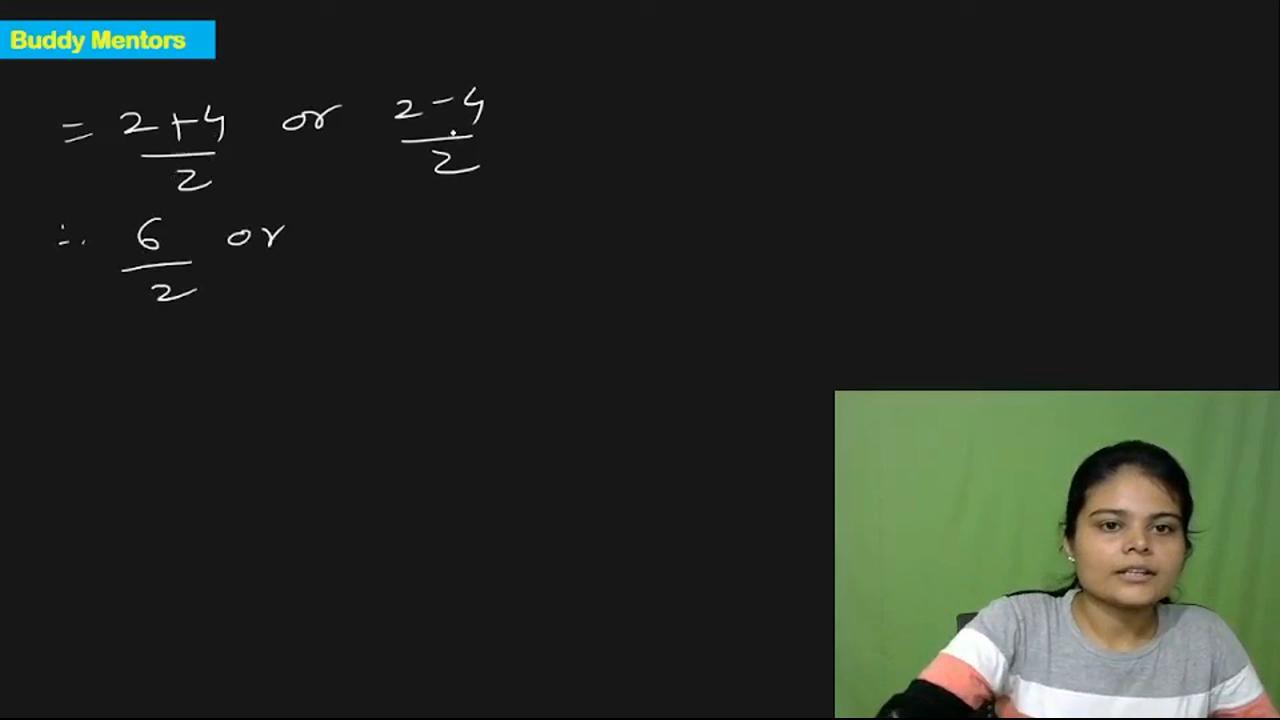 Buddy Mentors
= 2+4/2 or 2-4/2
∴ 6/2 or